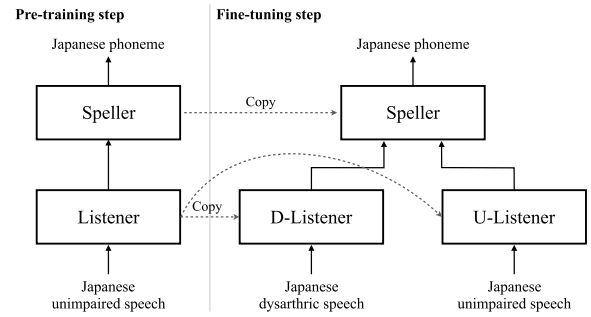 Pre-training step
Fine-tuning step
Japanese phoneme
Japanese phoneme
Speller
Copy
Speller
Listener
Copy
D-Listener
U-Listener
Japanese
unimpaired speech
Japanese
dysarthric speech
Japanese
unimpaired speech